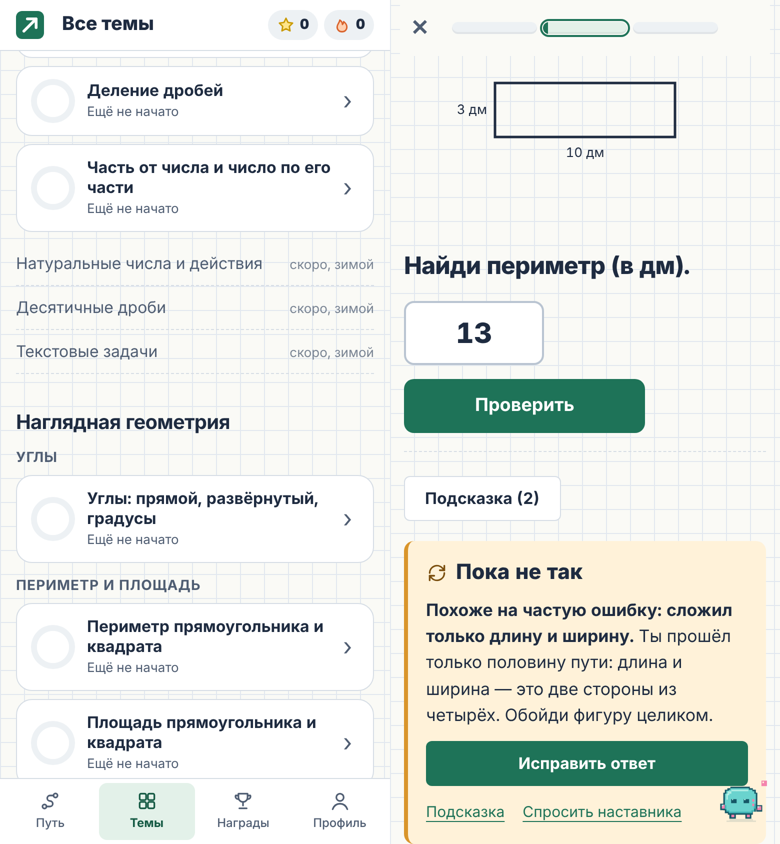 Все темы
0
0
Деление дробей
Ещё не начато
Часть от числа и число по его
части
Ещё не начато
Натуральные числа и действия
скоро, зимой
Десятичные дроби
скоро, зимой
Текстовые задачи
скоро, зимой
Наглядная геометрия
УГЛЫ
Углы: прямой, развёрнутый,
градусы
Ещё не начато
ПЕРИМЕТР И ПЛОЩАДЬ
Периметр прямоугольника и
квадрата
Ещё не начато
Площадь прямоугольника и
квадрата
Ещё не начато
Путь
Темы
Награды
Профиль
3 дм
10 дм
Найди периметр (в дм).
13
Проверить
Подсказка (2)
Пока не так
Похоже на частую ошибку: сложил
только длину и ширину. Ты прошёл
только половину пути: длина и
ширина — это две стороны из
четырёх. Обойди фигуру целиком.
Исправить ответ
Подсказка
Спросить наставника